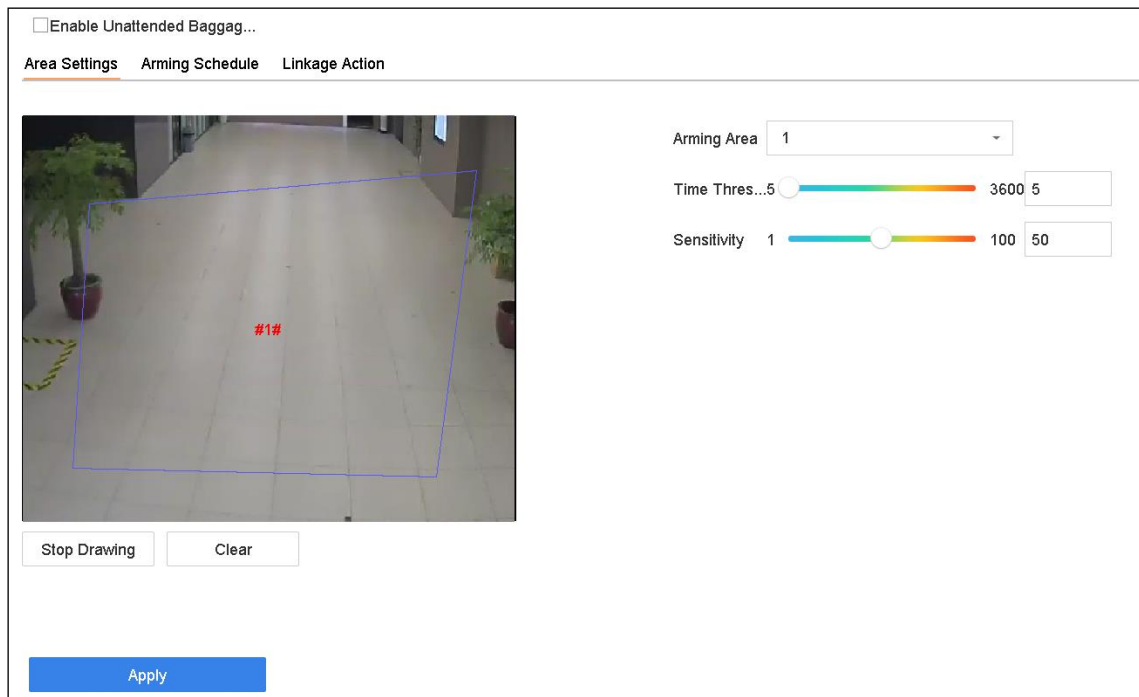 Enable Unattended Baggag...
Area Settings Arming Schedule Linkage Action
Arming Area 1
Time Thres...5 3600 5
Sensitivity 1 100 50
#1#
Stop Drawing Clear
Apply